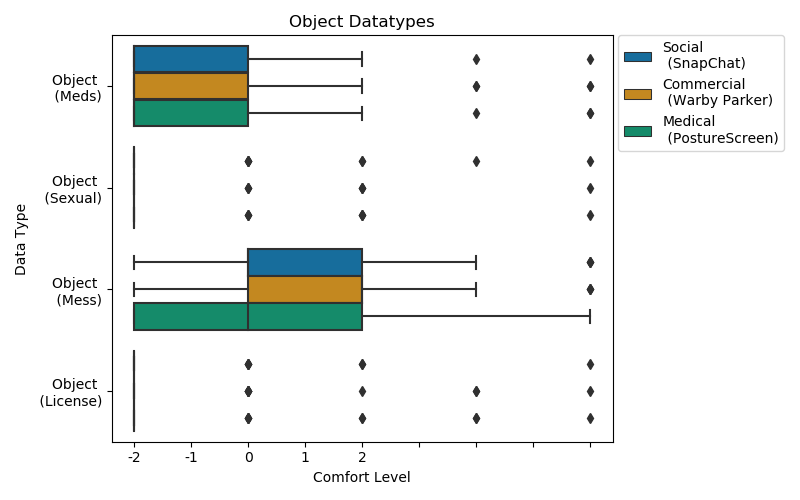 Object Datatypes
Social
(SnapChat)
Commercial
(Warby Parker)
Medical
(PostureScreen)
Object
(Meds)
Object
(Sexual)
Object
(Mess)
Object
(License)
Data Type
-2 -1 0 1 2
Comfort Level